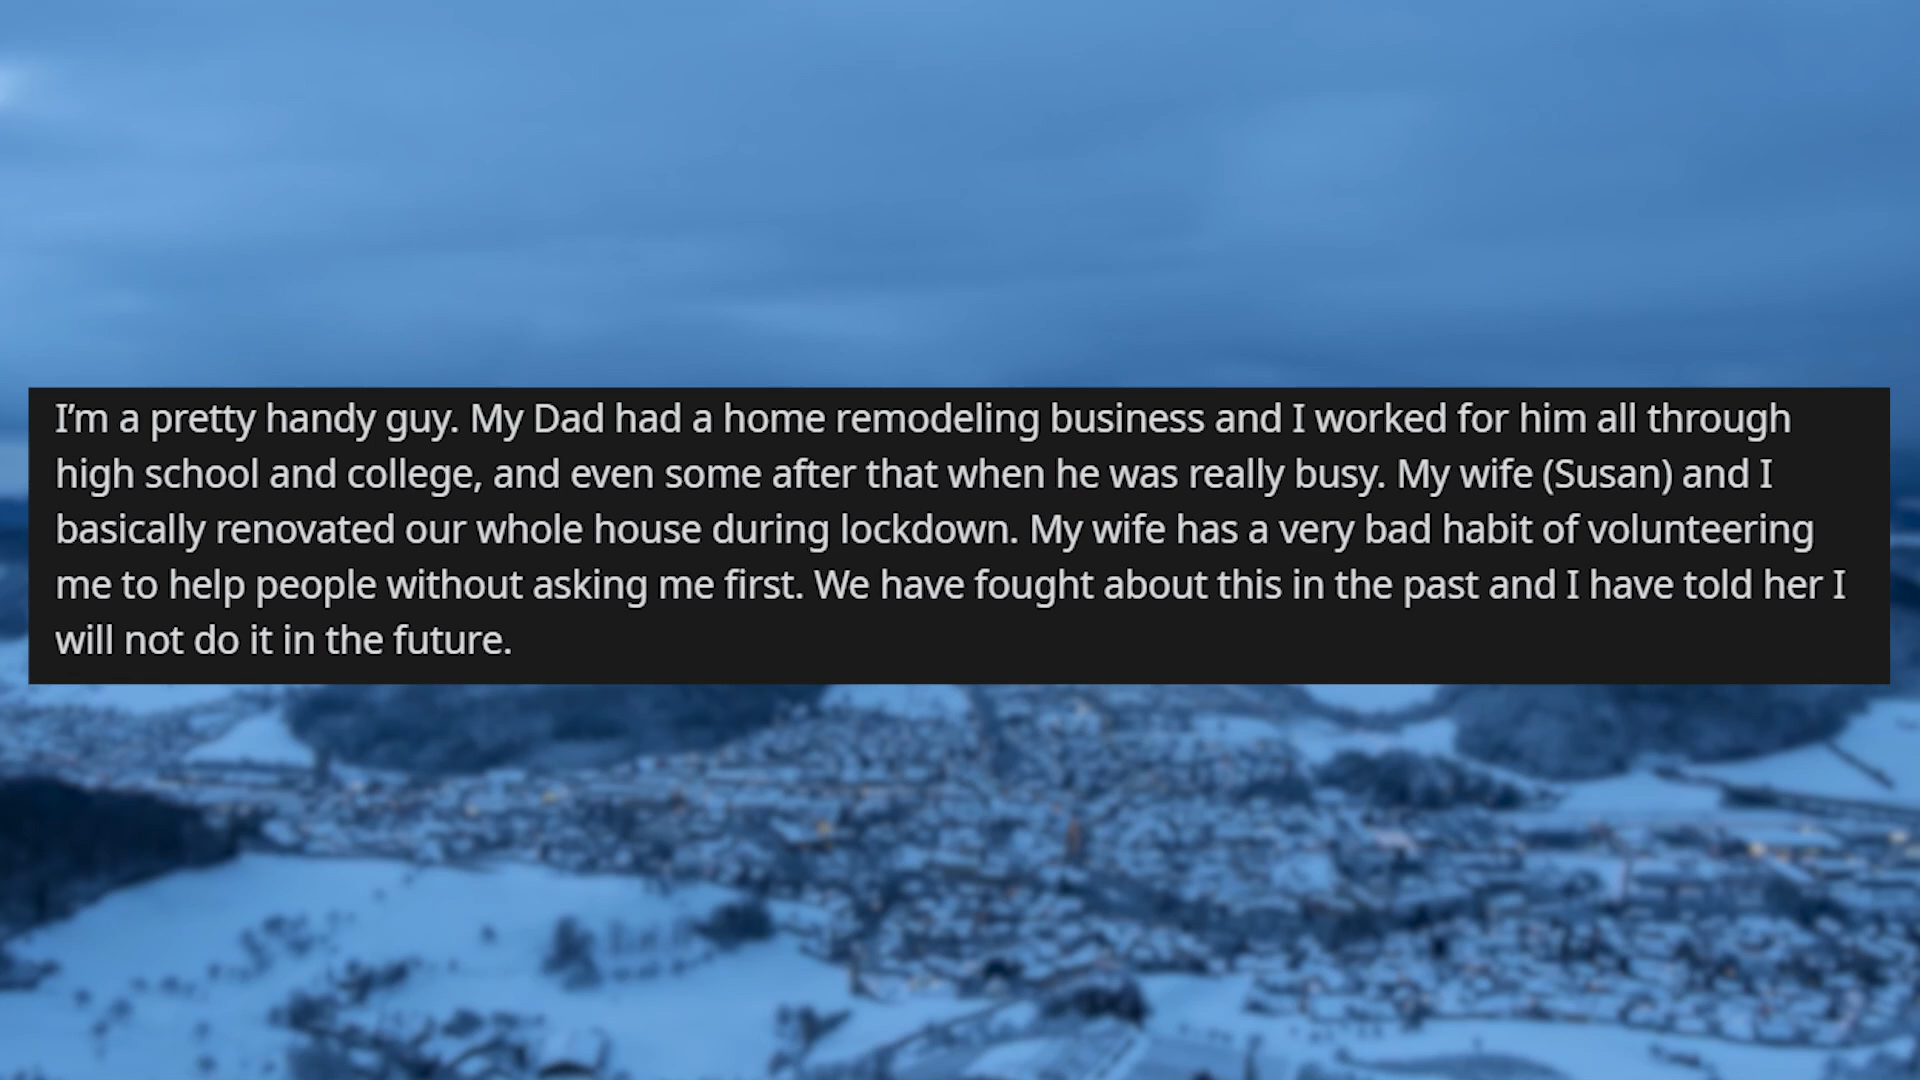 I’m a pretty handy guy. My Dad had a home remodeling business and I worked for him all through
high school and college, and even some after that when he was really busy. My wife (Susan) and I
basically renovated our whole house during lockdown. My wife has a very bad habit of volunteering
me to help people without asking me first. We have fought about this in the past and I have told her I
will not do it in the future.